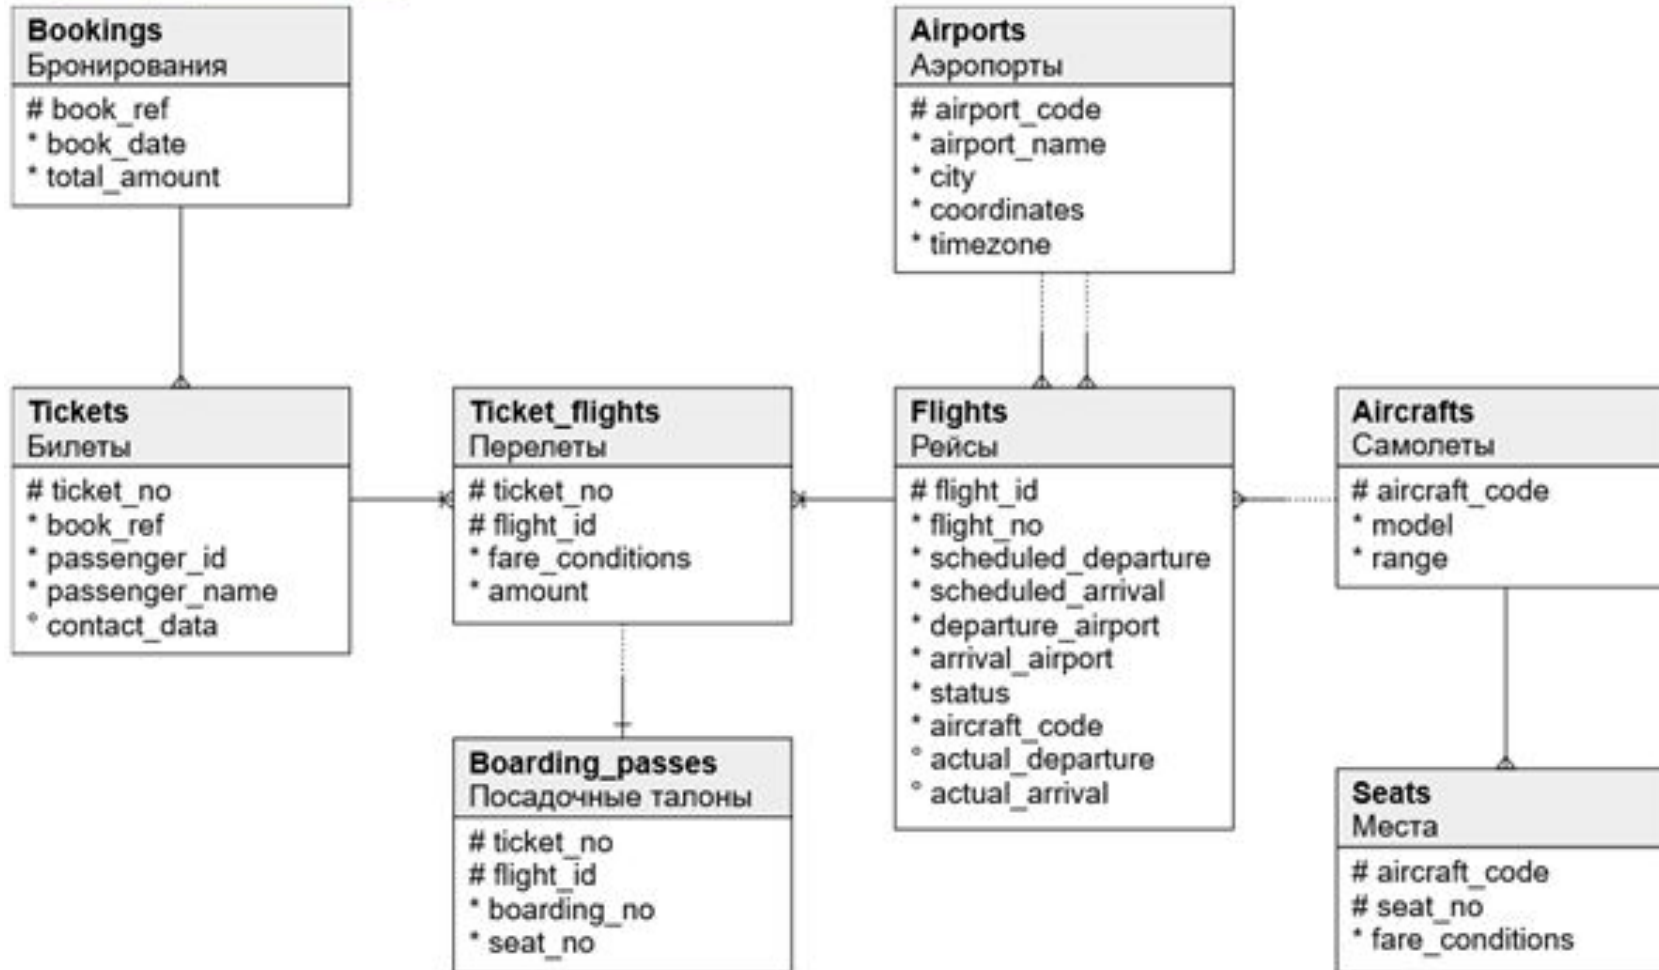 Bookings
Бронирования
# book_ref
* book_date
* total_amount
Airports
Аэропорты
# airport_code
* airport_name
* city
* coordinates
* timezone
Tickets
Билеты
# ticket_no
* book_ref
* passenger_id
* passenger_name
° contact_data
Ticket_flights
Перелеты
# ticket_no
# flight_id
* fare_conditions
* amount
Flights
Рейсы
# flight_id
* flight_no
* scheduled_departure
* scheduled_arrival
* departure_airport
* arrival_airport
* status
* aircraft_code
° actual_departure
° actual_arrival
Aircrafts
Самолеты
# aircraft_code
* model
* range
Boarding_passes
Посадочные талоны
# ticket_no
# flight_id
* boarding_no
* seat_no
Seats
Места
# aircraft_code
# seat_no
* fare_conditions